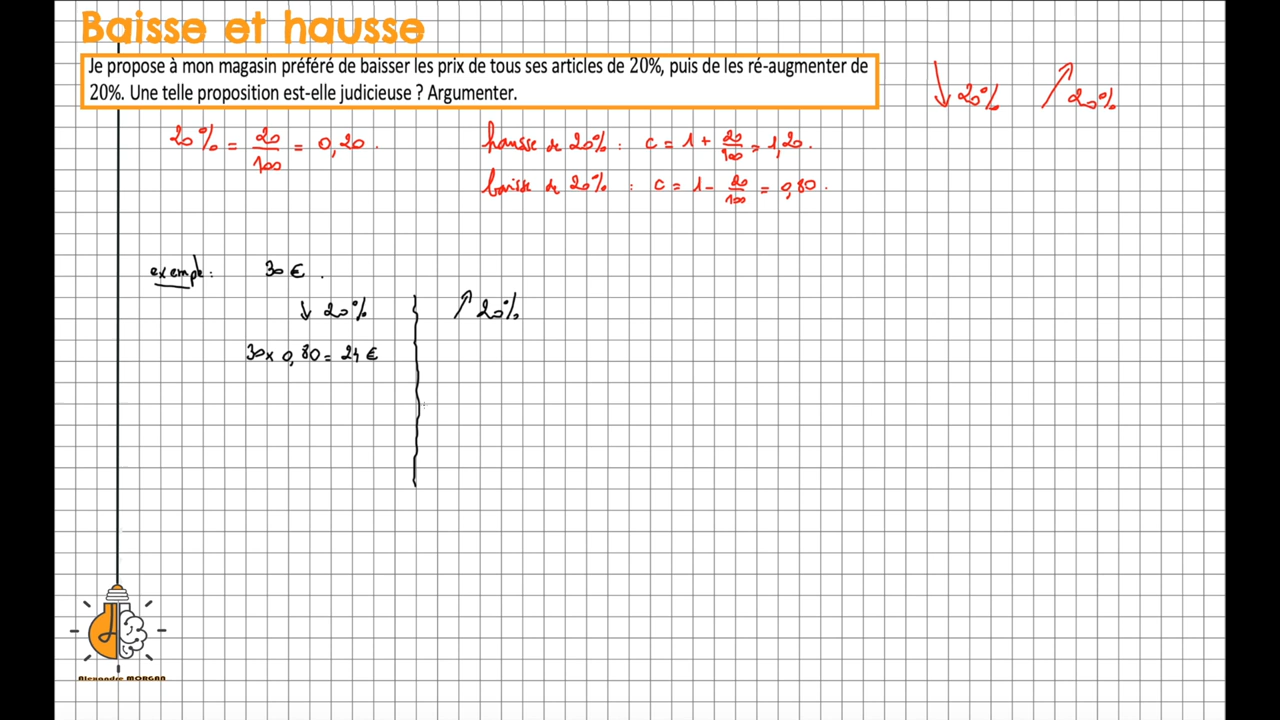 Baisse et hausse
Je propose à mon magasin préféré de baisser les prix de tous ses articles de 20%, puis de les ré-augmenter de
20%. Une telle proposition est-elle judicieuse ? Argumenter.
↓ 20% ↗ 20%
20% = 20/100 = 0,20.
hausse de 20% : c = 1 + 20/100 = 1,20.
baisse de 20% : c = 1 - 20/100 = 0,80.
exemple : 30 € .
↓ 20% ↗ 20%
30 x 0,80 = 24 €
Alexandre MORGAN